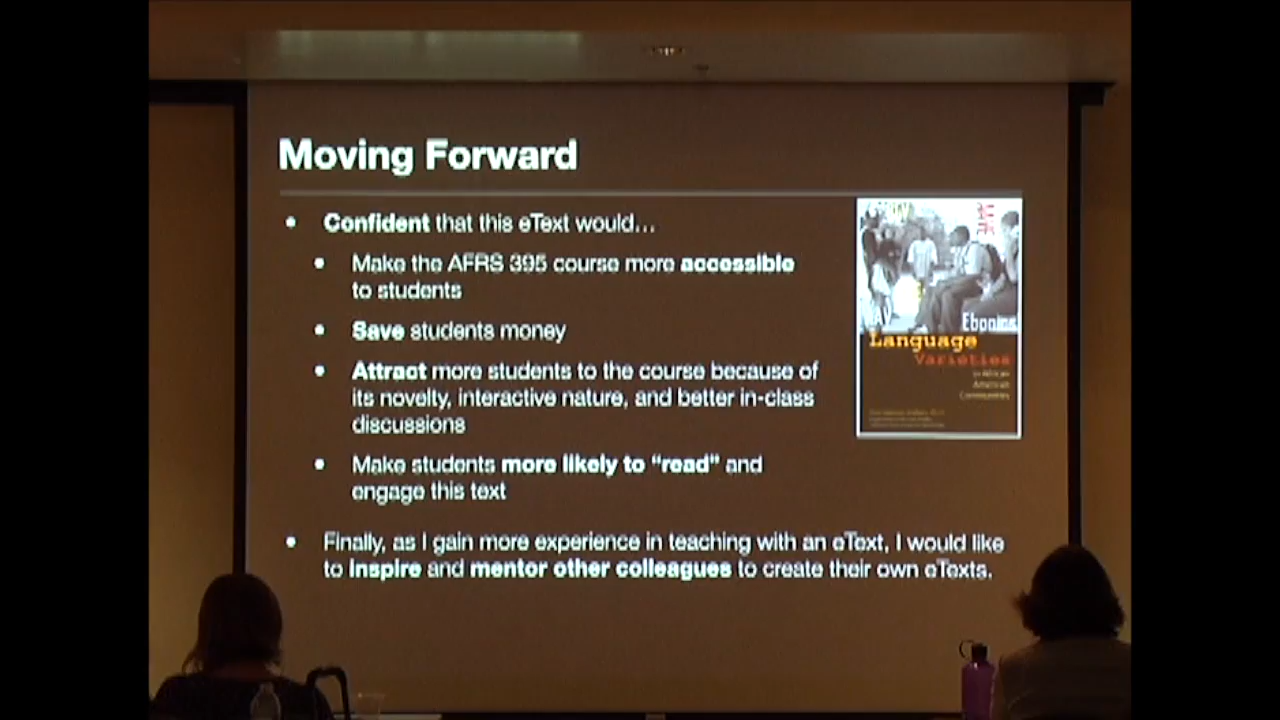 Moving Forward
• Confident that this eText would...
• Make the AFRS 395 course more accessible
to students
• Save students money
• Attract more students to the course because of
its novelty, interactive nature, and better in-class
discussions
• Make students more likely to “read” and
engage this text
• Finally, as I gain more experience in teaching with an eText, I would like
to inspire and mentor other colleagues to create their own eTexts.
Ebonics
Language
Varieties
in African
American
Communities